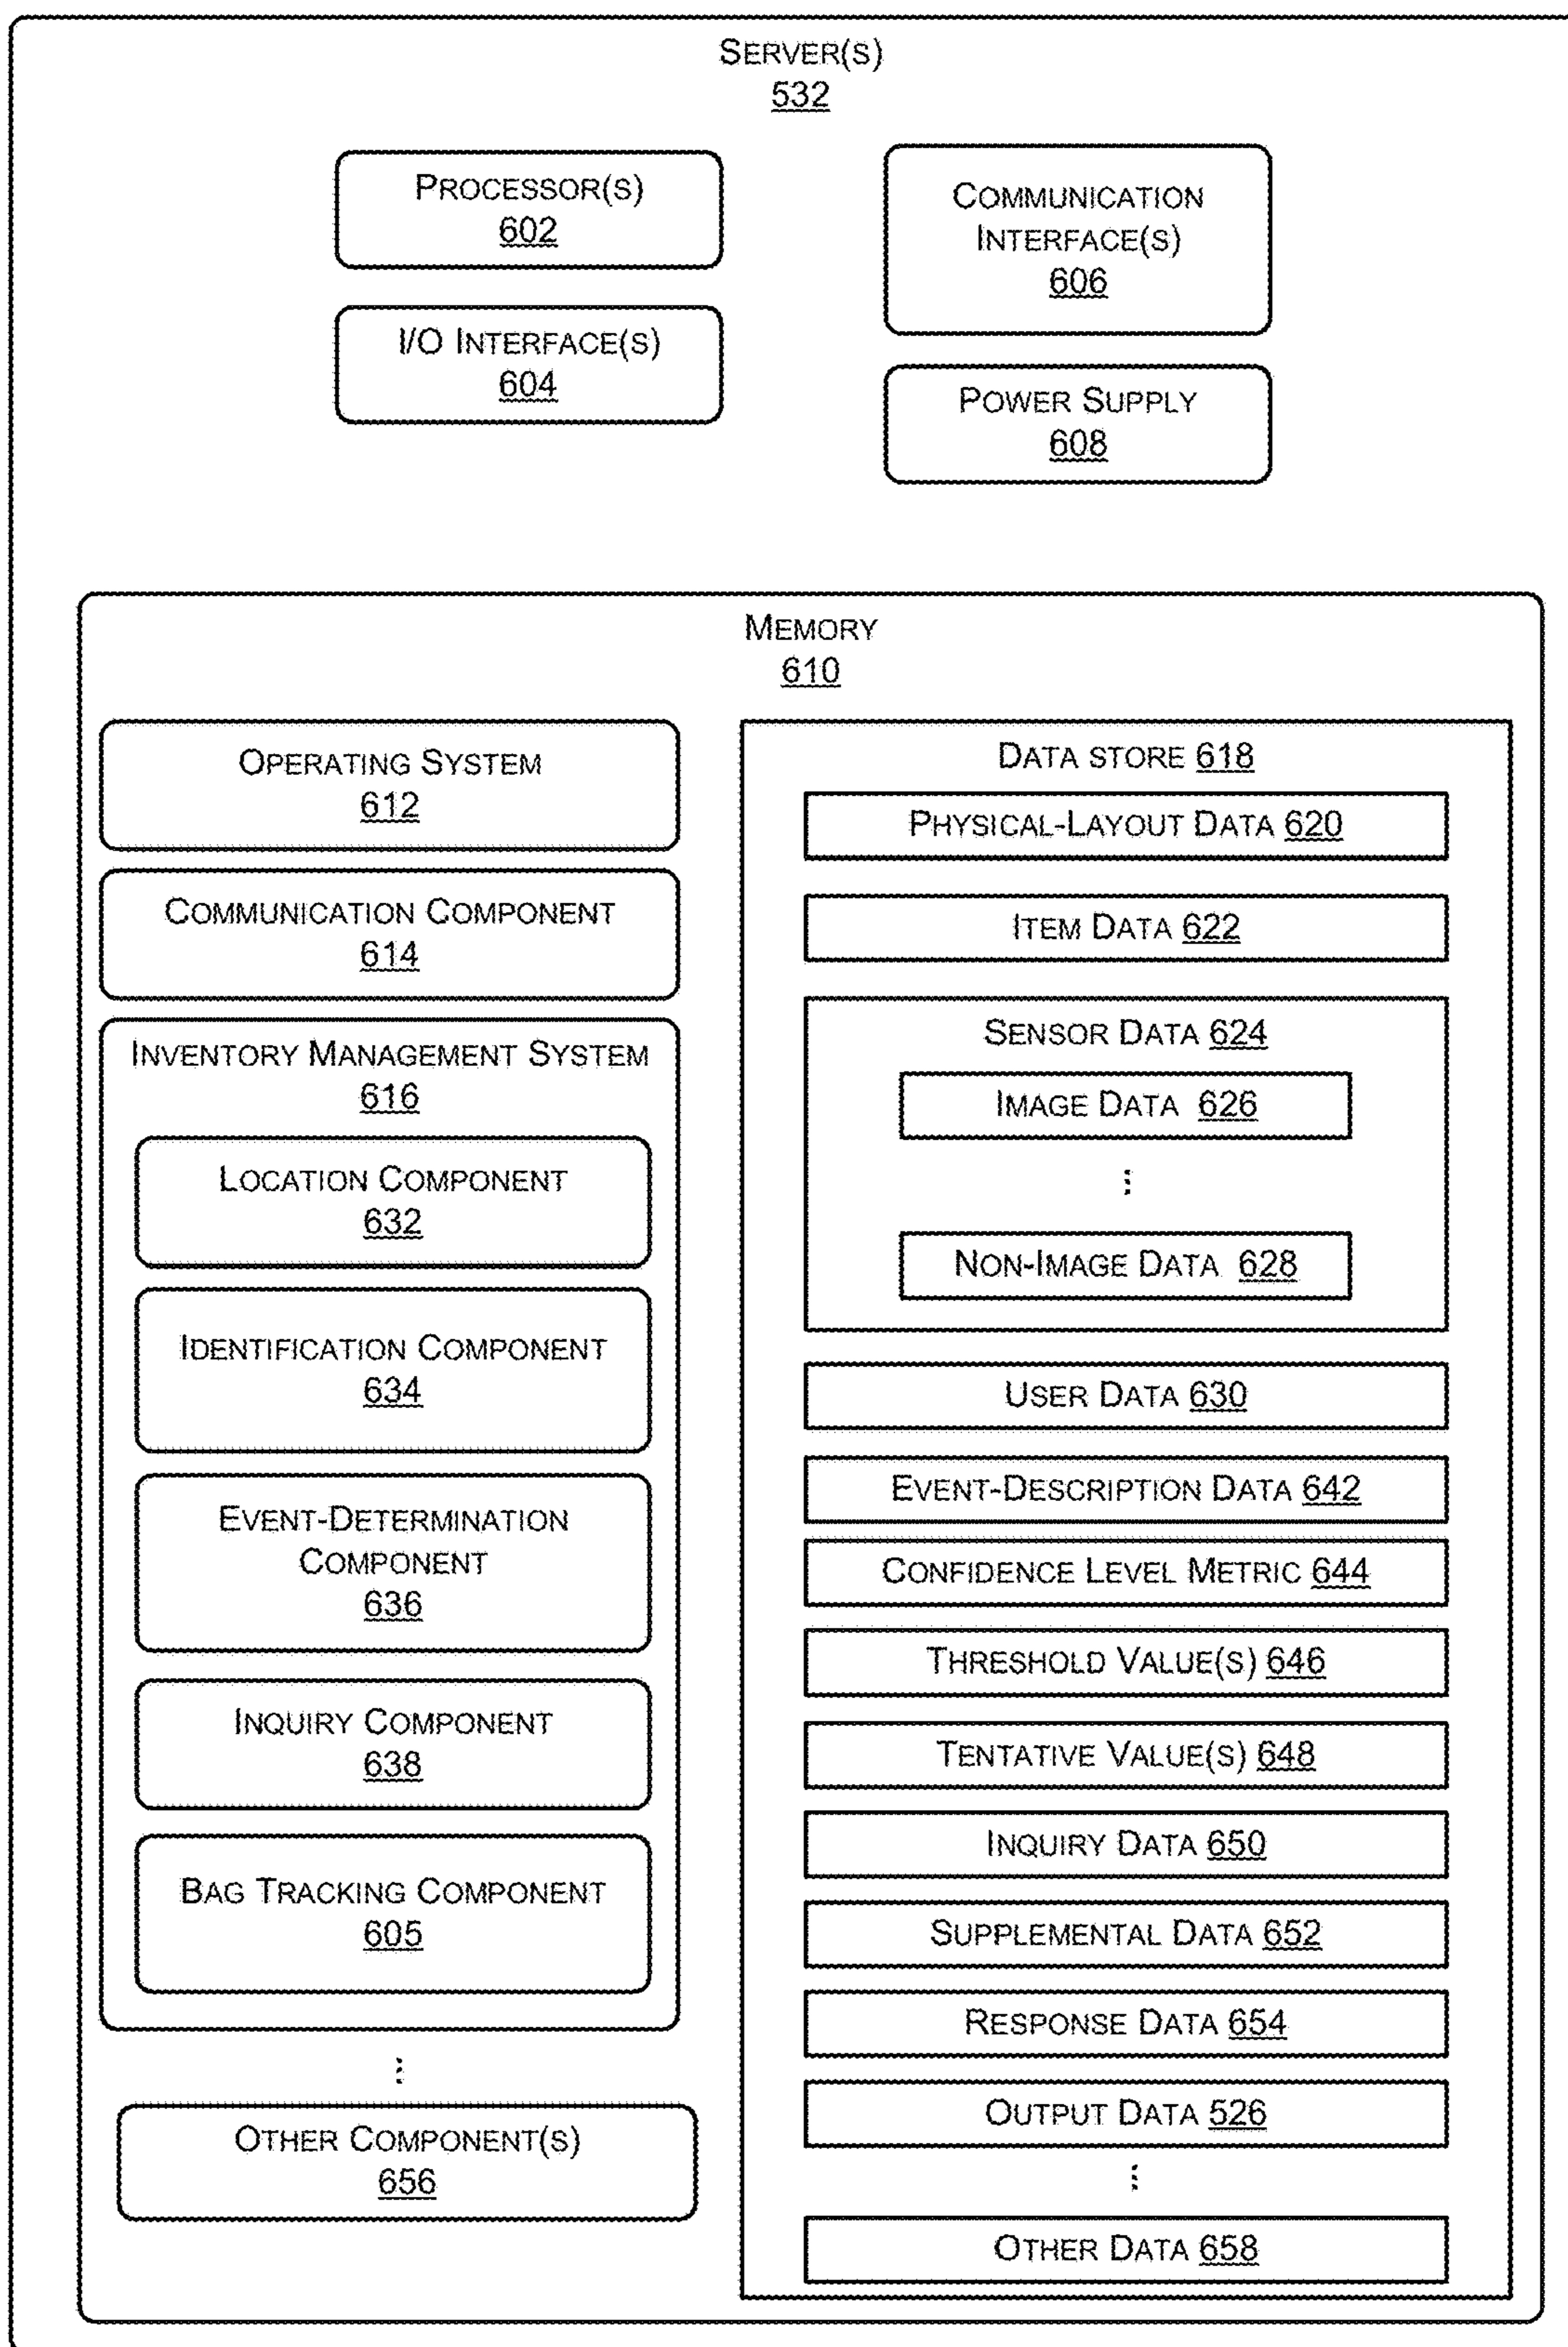 SERVER(S)
532
PROCESSOR(S)
602
I/O INTERFACE(S)
604
COMMUNICATION
INTERFACE(S)
606
POWER SUPPLY
608
MEMORY
610
OPERATING SYSTEM
612
COMMUNICATION COMPONENT
614
INVENTORY MANAGEMENT SYSTEM
616
LOCATION COMPONENT
632
IDENTIFICATION COMPONENT
634
EVENT-DETERMINATION
COMPONENT
636
INQUIRY COMPONENT
638
BAG TRACKING COMPONENT
605
⋮
OTHER COMPONENT(S)
656
DATA STORE 618
PHYSICAL-LAYOUT DATA 620
ITEM DATA 622
SENSOR DATA 624
IMAGE DATA 626
⋮
NON-IMAGE DATA 628
USER DATA 630
EVENT-DESCRIPTION DATA 642
CONFIDENCE LEVEL METRIC 644
THRESHOLD VALUE(S) 646
TENTATIVE VALUE(S) 648
INQUIRY DATA 650
SUPPLEMENTAL DATA 652
RESPONSE DATA 654
OUTPUT DATA 526
⋮
OTHER DATA 658